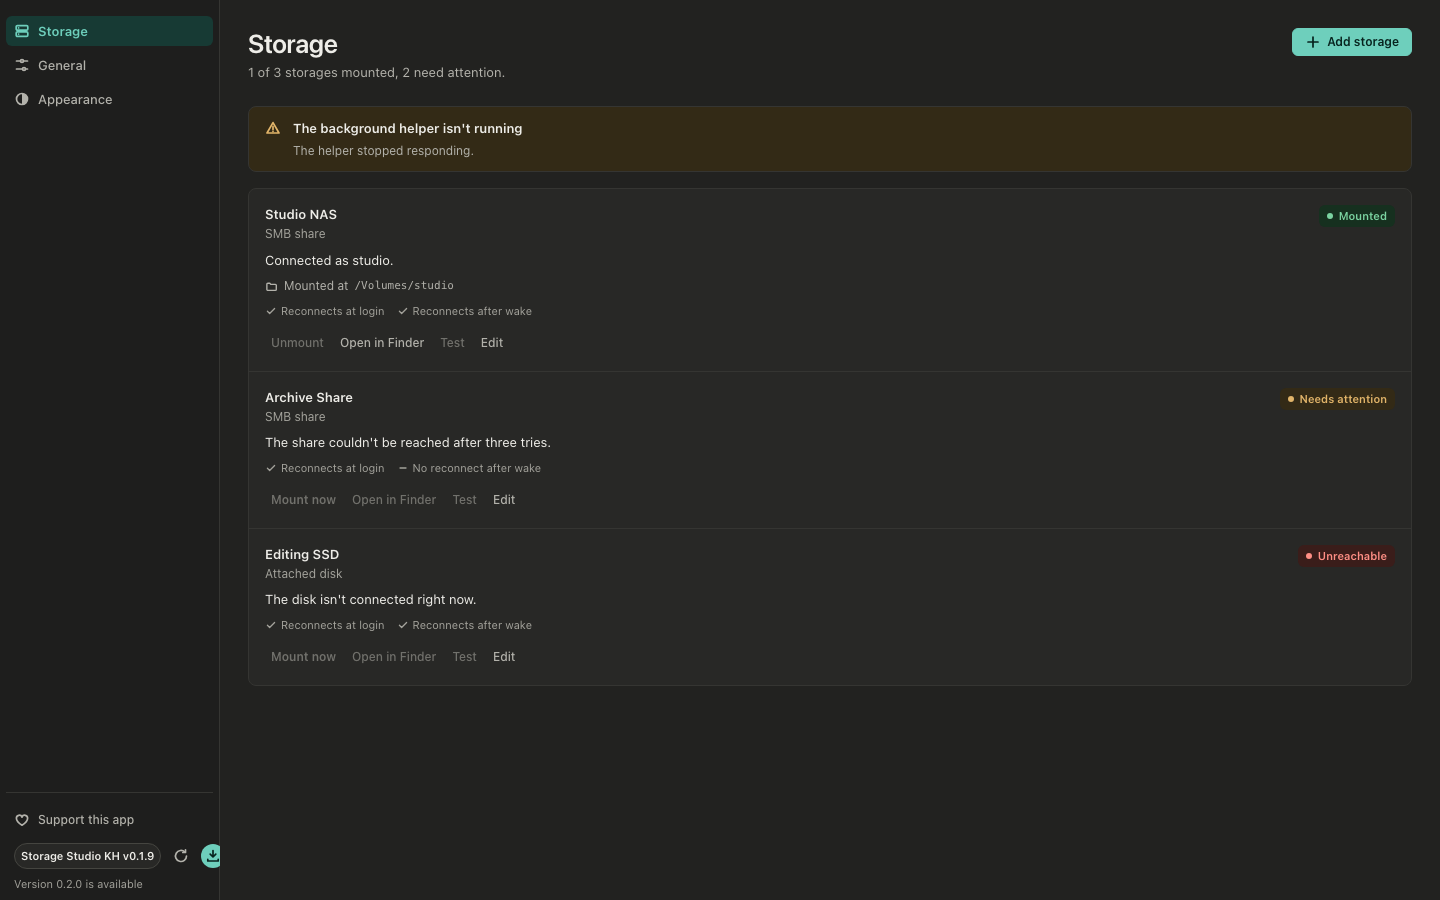 Storage
General
Appearance
Support this app
Storage Studio KH v0.1.9
Version 0.2.0 is available
Storage
1 of 3 storages mounted, 2 need attention.
Add storage
The background helper isn't running
The helper stopped responding.
Studio NAS
Mounted
SMB share
Connected as studio.
Mounted at /Volumes/studio
Reconnects at login Reconnects after wake
Unmount Open in Finder Test Edit
Archive Share
Needs attention
SMB share
The share couldn't be reached after three tries.
Reconnects at login No reconnect after wake
Mount now Open in Finder Test Edit
Editing SSD
Unreachable
Attached disk
The disk isn't connected right now.
Reconnects at login Reconnects after wake
Mount now Open in Finder Test Edit